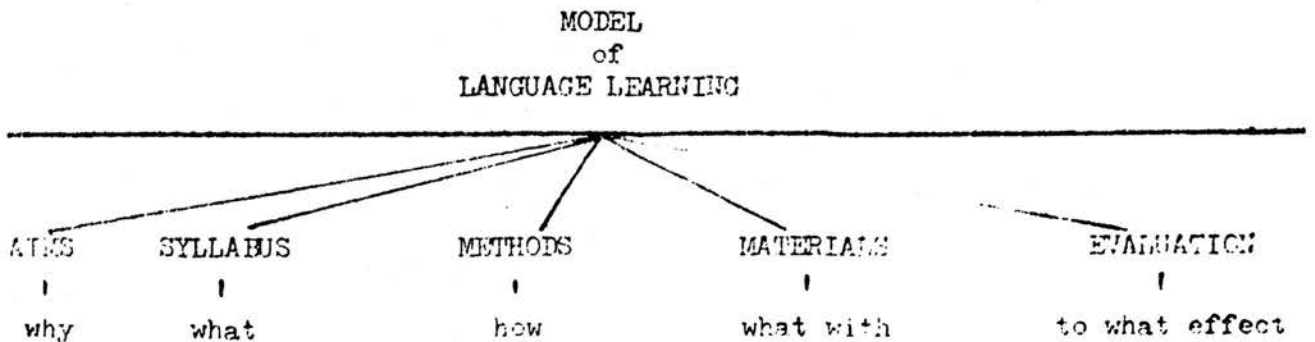 MODEL
of
LANGUAGE LEARNING
AIMS SYLLABUS METHODS MATERIALS EVALUATION
why what how what with to what effect